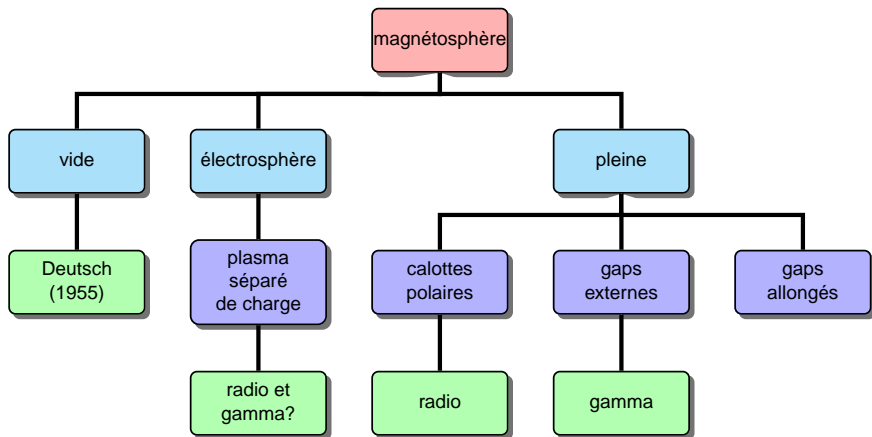 magnétosphère
vide
électrosphère
pleine
Deutsch
(1955)
plasma
séparé
de charge
calottes
polaires
gaps
externes
gaps
allongés
radio et
gamma?
radio
gamma